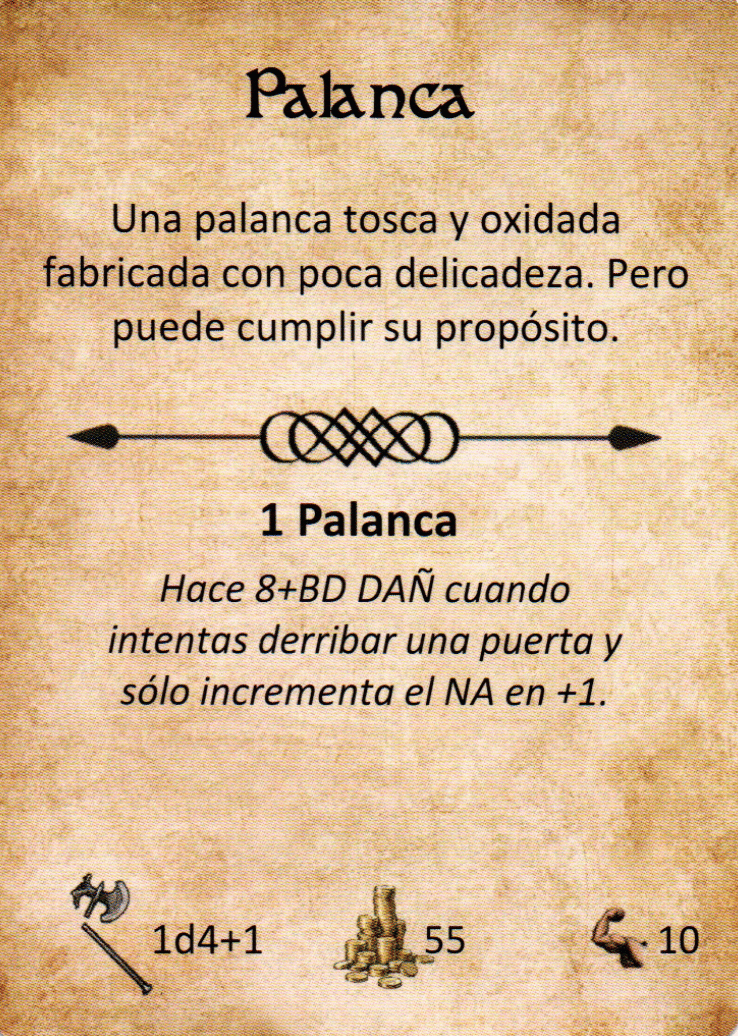 Palanca
Una palanca tosca y oxidada
fabricada con poca delicadeza. Pero
puede cumplir su propósito.
1 Palanca
Hace 8+BD DAÑ cuando
intentas derribar una puerta y
sólo incrementa el NA en +1.
1d4+1
55
10